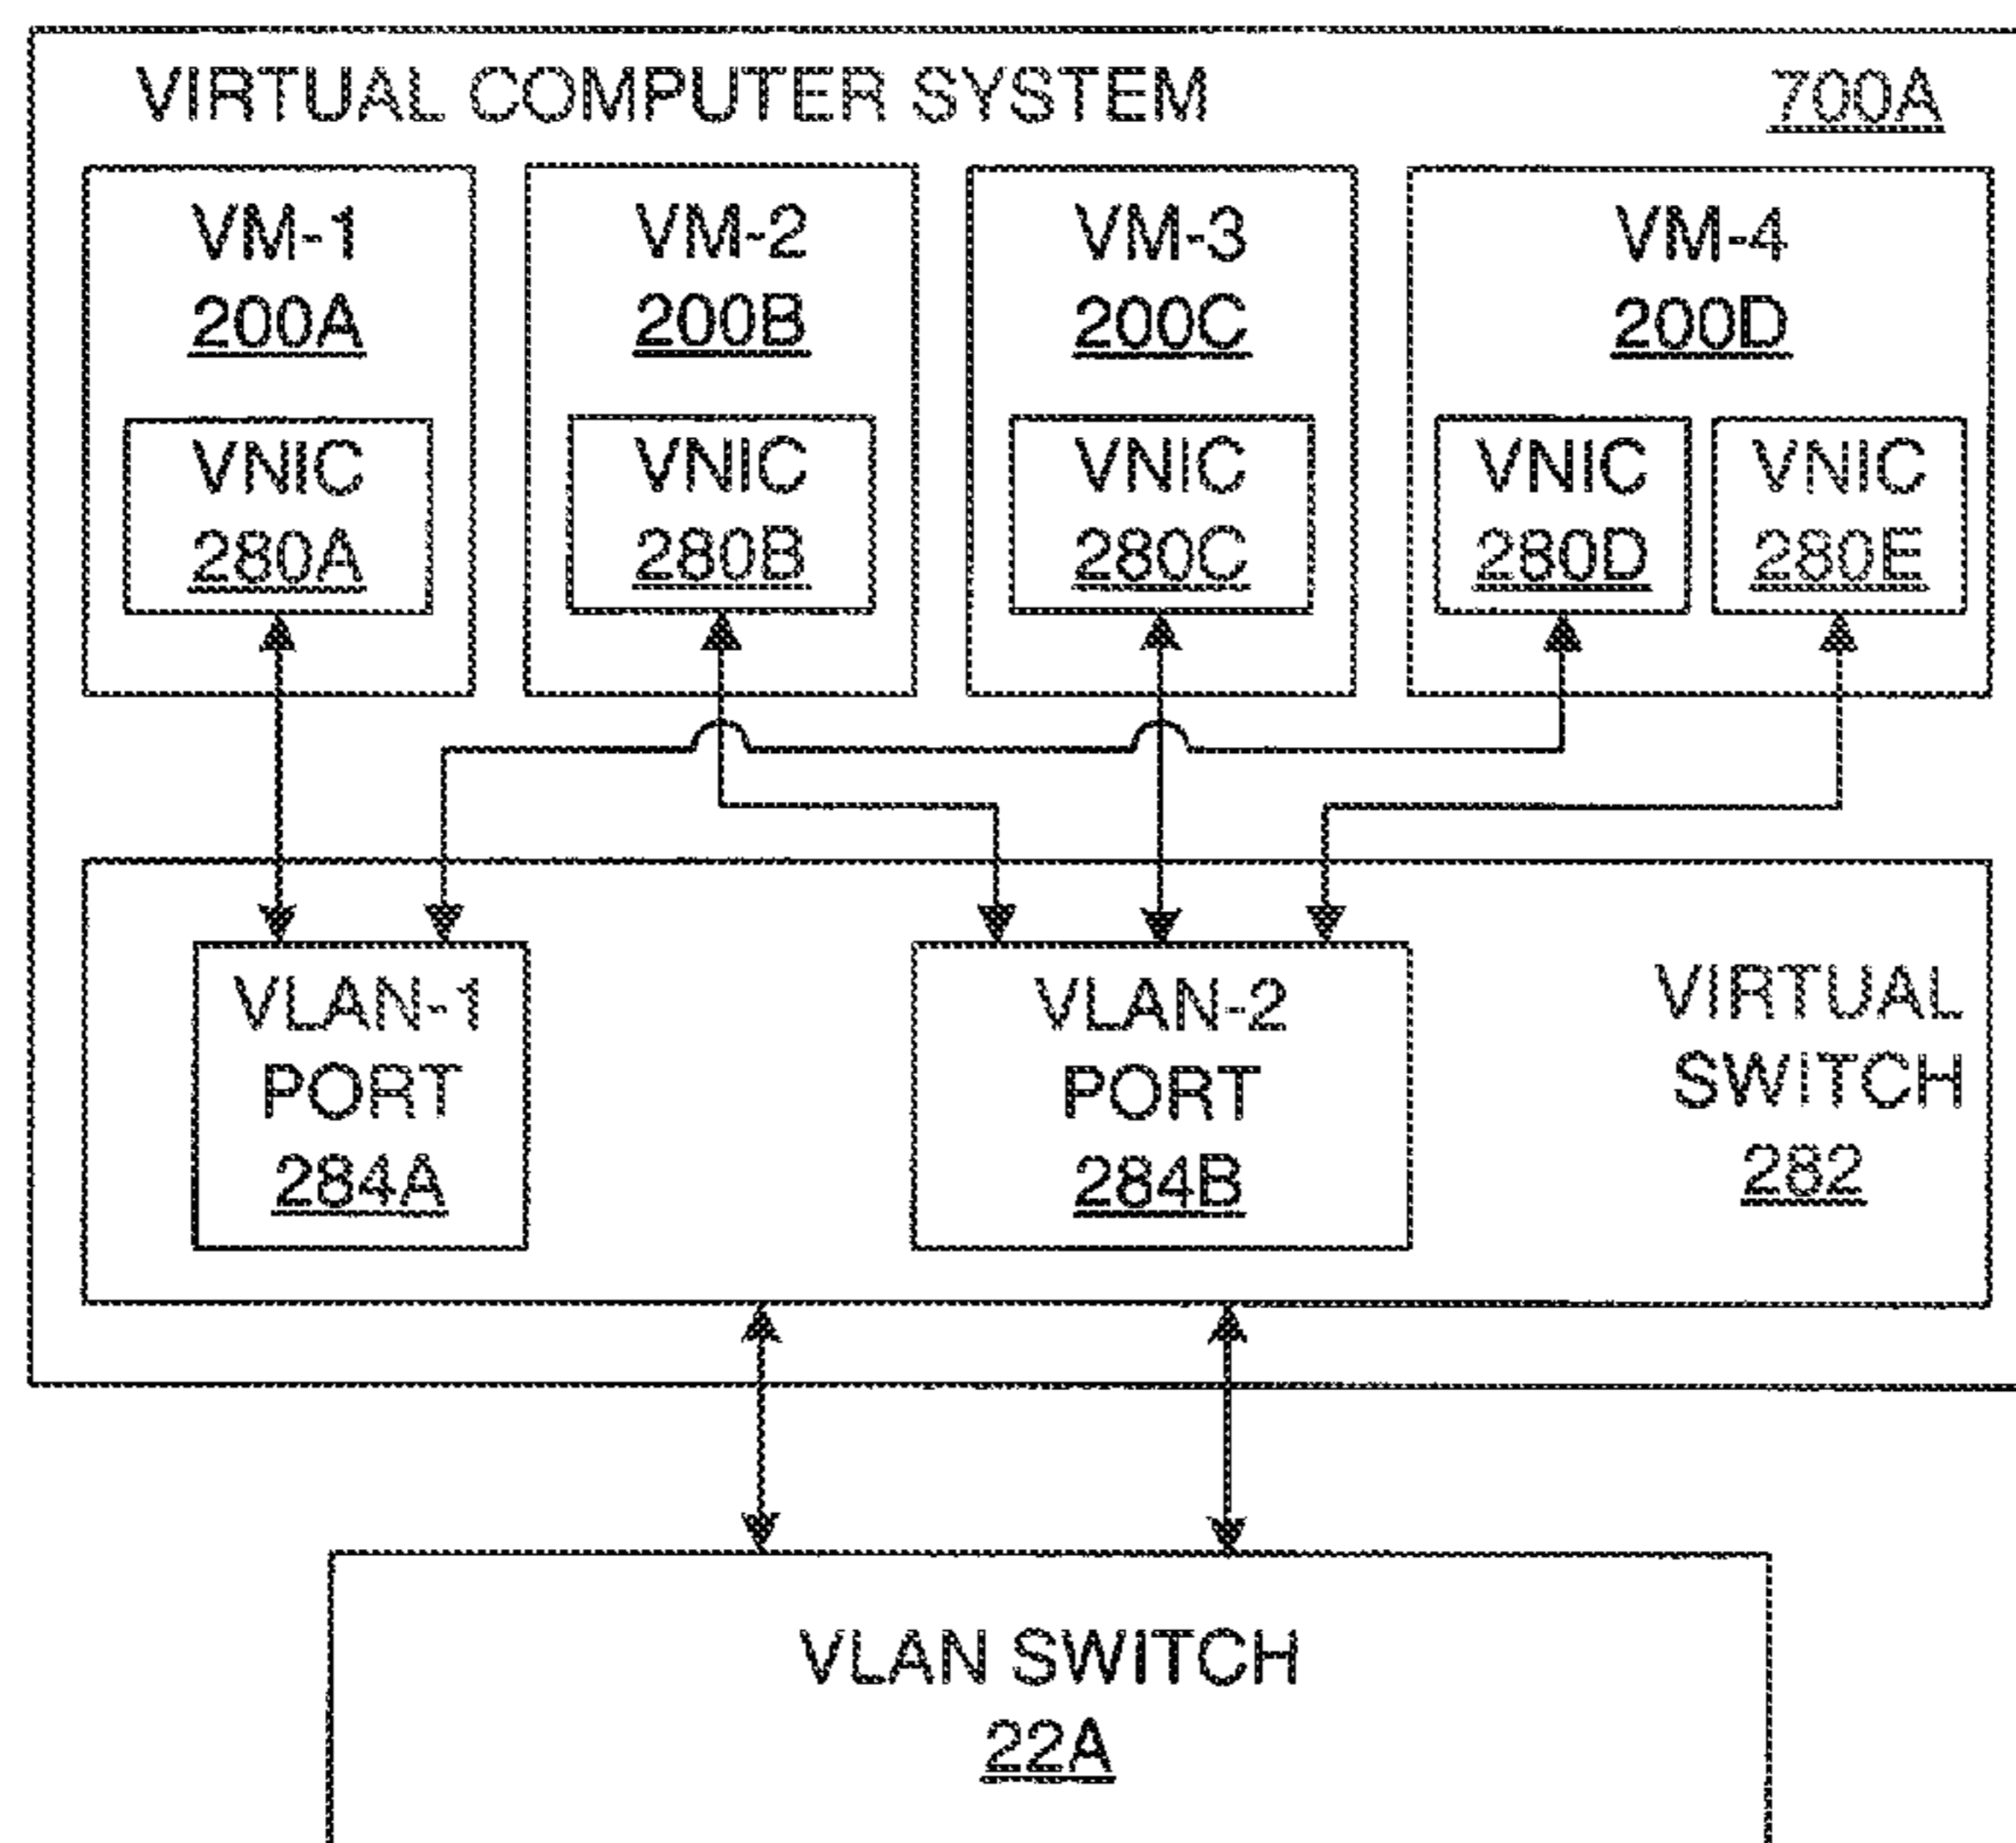 VIRTUAL COMPUTER SYSTEM 700A
VM-1
200A
VNIC
280A
VM-2
200B
VNIC
280B
VM-3
200C
VNIC
280C
VM-4
200D
VNIC
280D
VNIC
280E
VLAN-1
PORT
284A
VLAN-2
PORT
284B
VIRTUAL
SWITCH
282
VLAN SWITCH
22A